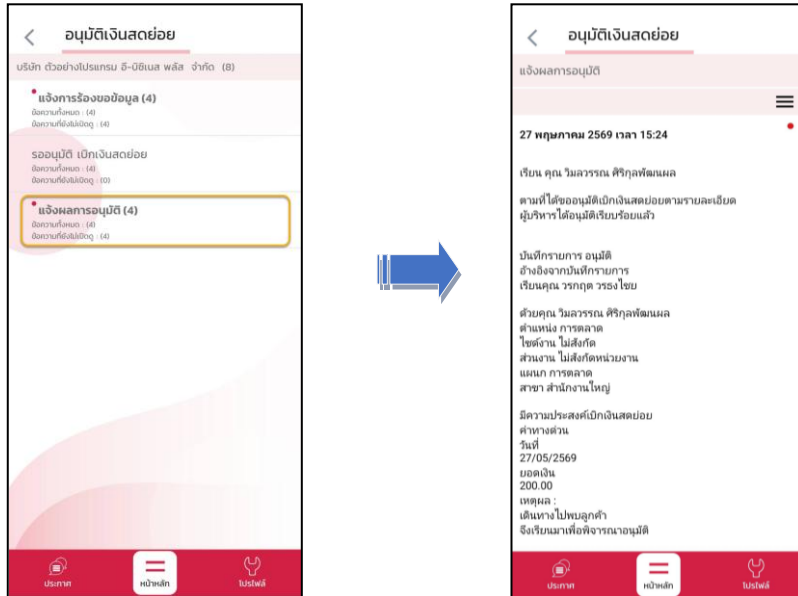 อนุมัติเงินสดย่อย
บริษัท ตัวอย่างโปรแกรม อี-บิซิเนส พลัส จำกัด (8)
แจ้งการร้องขอข้อมูล (4)
ข้อความทั้งหมด : (4)
ข้อความที่ยังไม่เปิดดู : (4)
รออนุมัติ เบิกเงินสดย่อย
ข้อความทั้งหมด : (4)
ข้อความที่ยังไม่เปิดดู : (0)
แจ้งผลการอนุมัติ (4)
ข้อความทั้งหมด : (4)
ข้อความที่ยังไม่เปิดดู : (4)
ประกาศ
หน้าหลัก
โปรไฟล์
อนุมัติเงินสดย่อย
แจ้งผลการอนุมัติ
27 พฤษภาคม 2569 เวลา 15:24
เรียน คุณ วิมลวรรณ ศิริกุลพัฒนผล
ตามที่ได้ขออนุมัติเบิกเงินสดย่อยตามรายละเอียด
ผู้บริหารได้อนุมัติเรียบร้อยแล้ว
บันทึกรายการ อนุมัติ
อ้างอิงจากบันทึกรายการ
เรียนคุณ วรกฤต วรธงไชย
ด้วยคุณ วิมลวรรณ ศิริกุลพัฒนผล
ตำแหน่ง การตลาด
ไซต์งาน ไม่สังกัด
ส่วนงาน ไม่สังกัดหน่วยงาน
แผนก การตลาด
สาขา สำนักงานใหญ่
มีความประสงค์เบิกเงินสดย่อย
ค่าทางด่วน
วันที่
27/05/2569
ยอดเงิน
200.00
เหตุผล :
เดินทางไปพบลูกค้า
จึงเรียนมาเพื่อพิจารณาอนุมัติ
ประกาศ
หน้าหลัก
โปรไฟล์